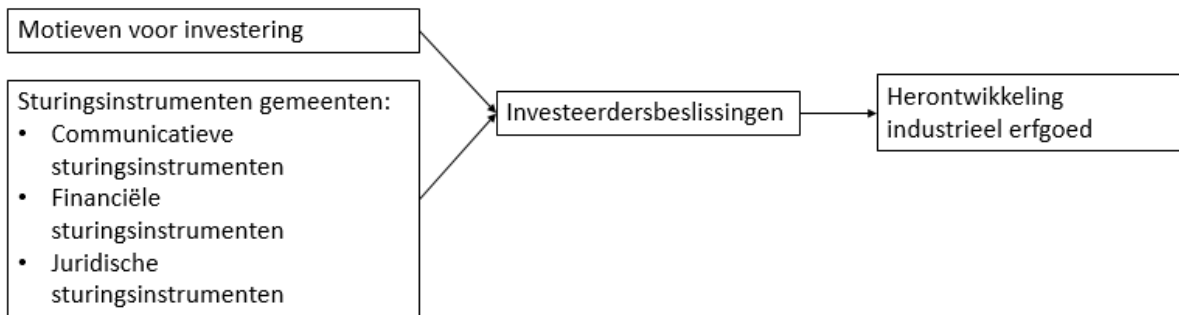 Motieven voor investering
Sturingsinstrumenten gemeenten:
• Communicatieve
sturingsinstrumenten
• Financiële
sturingsinstrumenten
• Juridische
sturingsinstrumenten
Investeerdersbeslissingen
Herontwikkeling
industrieel erfgoed